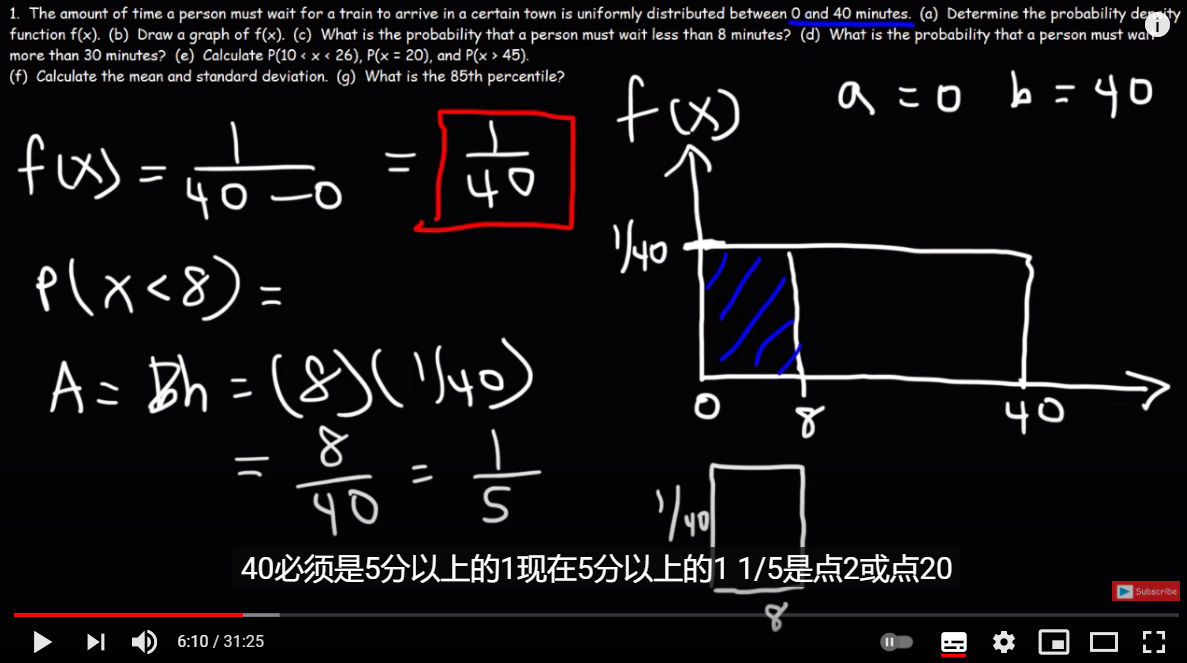 1. The amount of time a person must wait for a train to arrive in a certain town is uniformly distributed between 0 and 40 minutes. (a) Determine the probability density
function f(x). (b) Draw a graph of f(x). (c) What is the probability that a person must wait less than 8 minutes? (d) What is the probability that a person must wait
more than 30 minutes? (e) Calculate P(10 < x < 26), P(x = 20), and P(x > 45).
(f) Calculate the mean and standard deviation. (g) What is the 85th percentile?
a = 0 b = 40
f(x)
f(x) = 1/(40 - 0) = 1/40
1/40
P(x < 8) =
A = bh = (8)(1/40)
0 8 40
= 8/40 = 1/5
1/40
8
40必须是5分以上的1现在5分以上的1 1/5是点2或点20
Subscribe
6:10 / 31:25